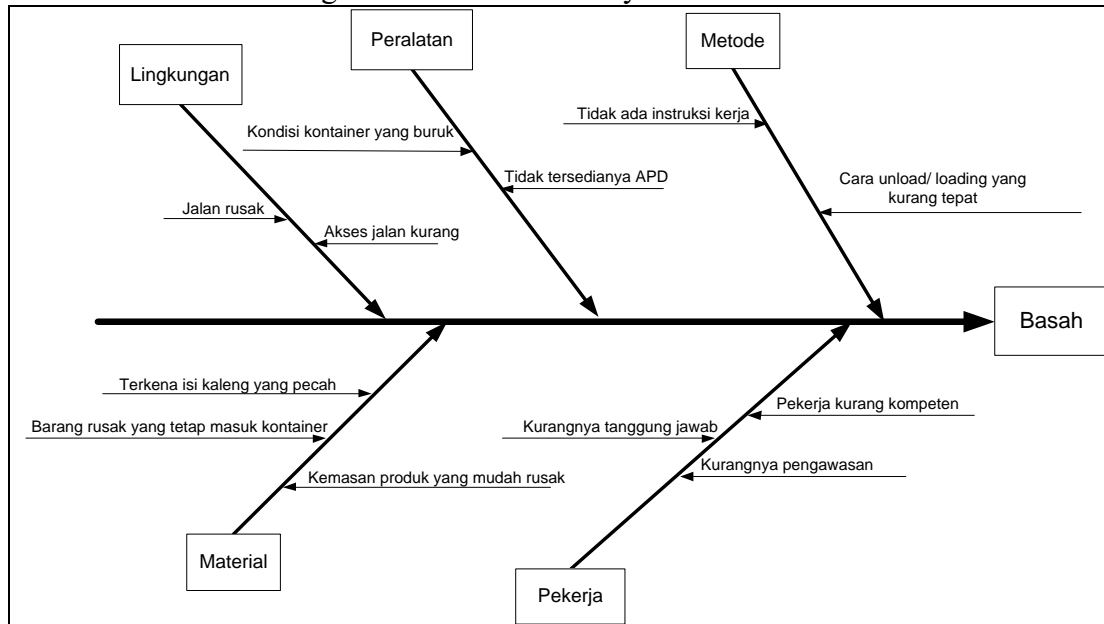 Lingkungan
Peralatan
Metode
Kondisi kontainer yang buruk
Tidak tersedianya APD
Tidak ada instruksi kerja
Cara unload/ loading yang
kurang tepat
Jalan rusak
Akses jalan kurang
Basah
Terkena isi kaleng yang pecah
Barang rusak yang tetap masuk kontainer
Kemasan produk yang mudah rusak
Material
Pekerja kurang kompeten
Kurangnya tanggung jawab
Kurangnya pengawasan
Pekerja